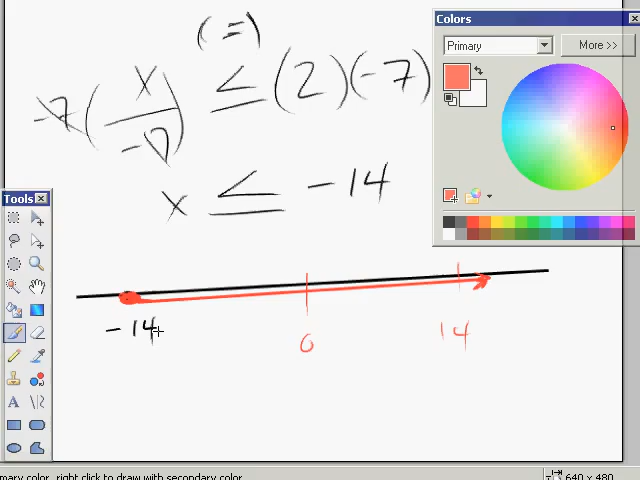 (=)
-7(x/-7) ≤ (2)(-7)
x ≤ -14
-14 0 14
Colors
Primary
More >>
Tools
mary color, right click to draw with secondary color
640 x 480